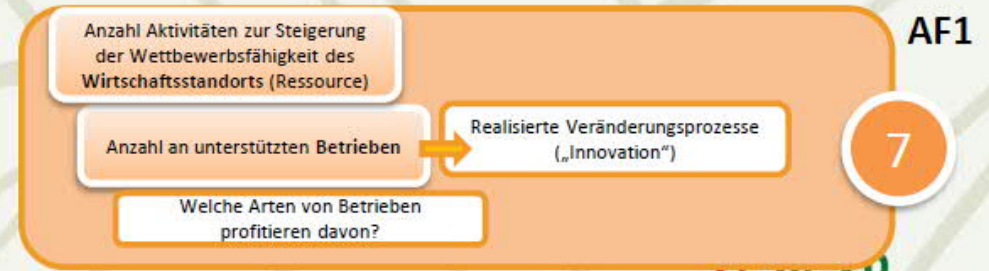 Anzahl Aktivitäten zur Steigerung
der Wettbewerbsfähigkeit des
Wirtschaftsstandorts (Ressource)
AF1
Anzahl an unterstützten Betrieben
Realisierte Veränderungsprozesse
(„Innovation“)
7
Welche Arten von Betrieben
profitieren davon?